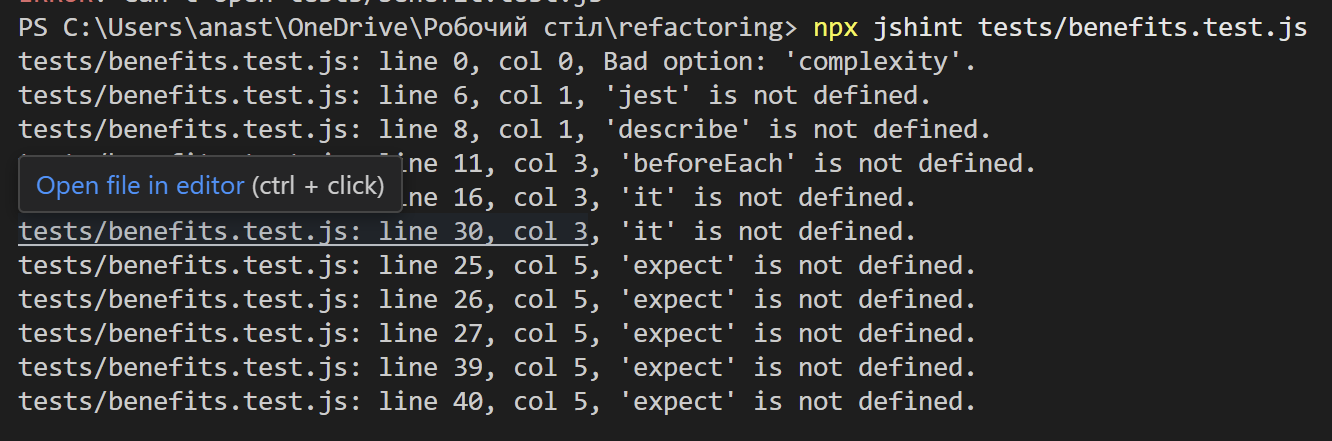 PS C:\Users\anast\OneDrive\Робочий стіл\refactoring> npx jshint tests/benefits.test.js
tests/benefits.test.js: line 0, col 0, Bad option: 'complexity'.
tests/benefits.test.js: line 6, col 1, 'jest' is not defined.
tests/benefits.test.js: line 8, col 1, 'describe' is not defined.
line 11, col 3, 'beforeEach' is not defined.
Open file in editor (ctrl + click)
line 16, col 3, 'it' is not defined.
tests/benefits.test.js: line 30, col 3, 'it' is not defined.
tests/benefits.test.js: line 25, col 5, 'expect' is not defined.
tests/benefits.test.js: line 26, col 5, 'expect' is not defined.
tests/benefits.test.js: line 27, col 5, 'expect' is not defined.
tests/benefits.test.js: line 39, col 5, 'expect' is not defined.
tests/benefits.test.js: line 40, col 5, 'expect' is not defined.